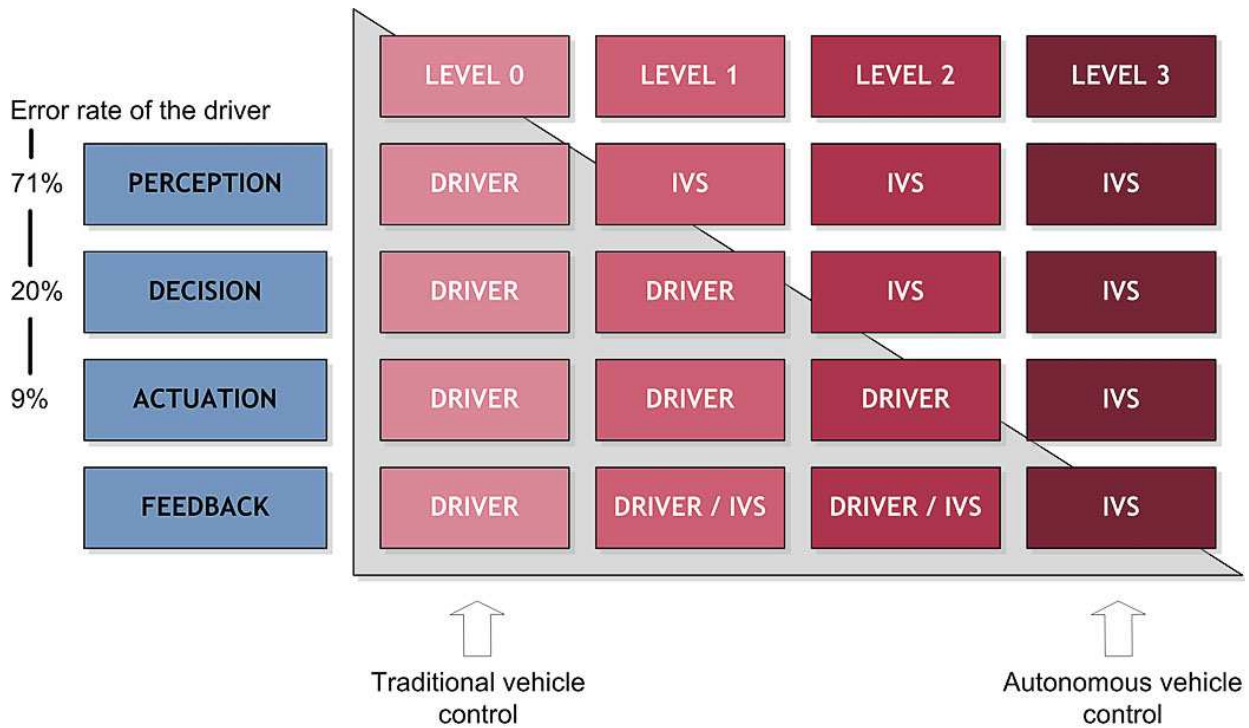 LEVEL 0 LEVEL 1 LEVEL 2 LEVEL 3
Error rate of the driver
71% PERCEPTION DRIVER IVS IVS IVS
20% DECISION DRIVER DRIVER IVS IVS
9% ACTUATION DRIVER DRIVER DRIVER IVS
FEEDBACK DRIVER DRIVER / IVS DRIVER / IVS IVS
Traditional vehicle
control
Autonomous vehicle
control